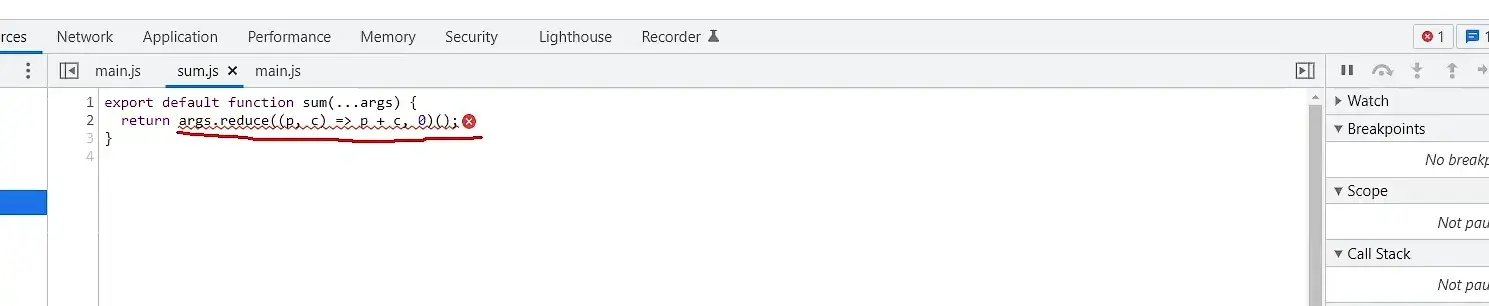 rces Network Application Performance Memory Security Lighthouse Recorder 1 1
main.js sum.js × main.js
1 export default function sum(...args) {
2 return args.reduce((p, c) => p + c, 0)();
3 }
4
Watch
Breakpoints
No breakp
Scope
Not pau
Call Stack
Not pau